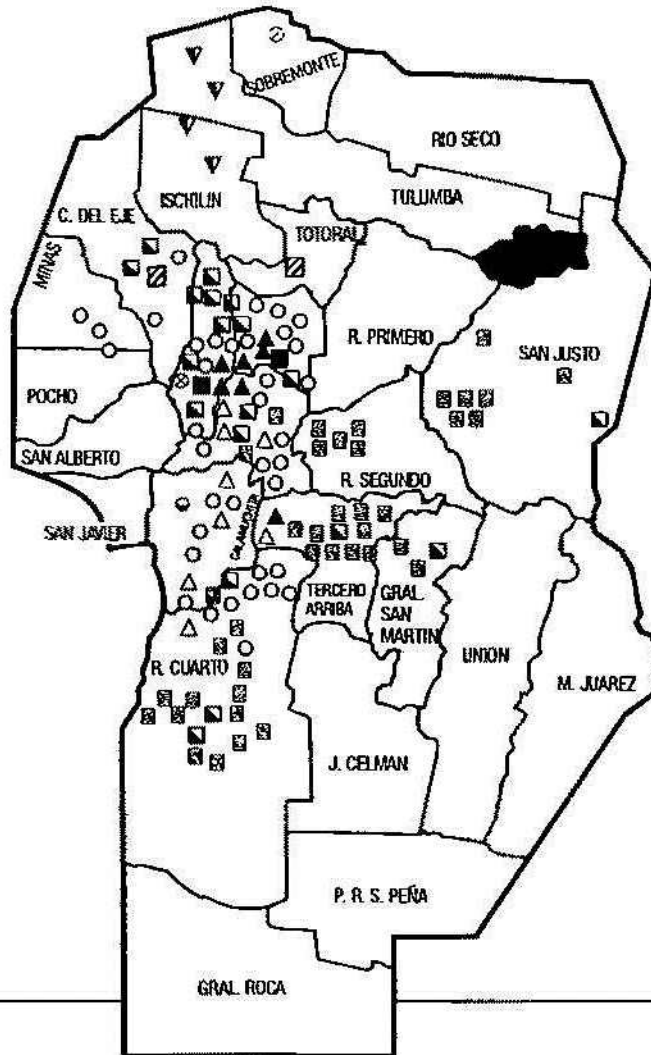 SOBREMONTE
RIO SECO
TULUMBA
ISCHILIN
C. DEL EJE
TOTORAL
MINAS
R. PRIMERO
SAN JUSTO
POCHO
SAN ALBERTO
R. SEGUNDO
SAN JAVIER
CALAMUCHITA
TERCERO
ARRIBA
GRAL.
SAN
MARTIN
UNION
R. CUARTO
M. JUAREZ
J. CELMAN
P. R. S. PEÑA
GRAL. ROCA